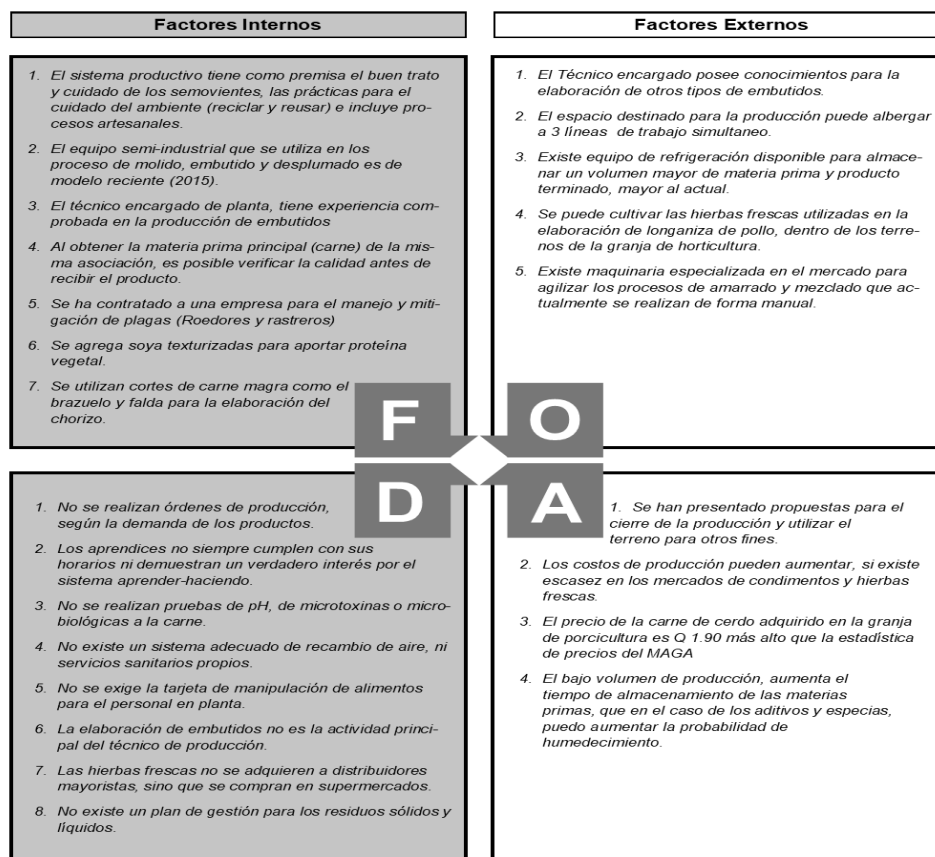 Factores Internos
1. El sistema productivo tiene como premisa el buen trato
y cuidado de los semovientes, las prácticas para el
cuidado del ambiente (reciclar y reusar) e incluye pro-
cesos artesanales.
2. El equipo semi-industrial que se utiliza en los
proceso de molido, embutido y desplumado es de
modelo reciente (2015).
3. El técnico encargado de planta, tiene experiencia com-
probada en la producción de embutidos
4. Al obtener la materia prima principal (carne) de la mis-
ma asociación, es posible verificar la calidad antes de
recibir el producto.
5. Se ha contratado a una empresa para el manejo y miti-
gación de plagas (Roedores y rastreros)
6. Se agrega soya texturizadas para aportar proteína
vegetal.
7. Se utilizan cortes de carne magra como el
brazuelo y falda para la elaboración del
chorizo.
Factores Externos
1. El Técnico encargado posee conocimientos para la
elaboración de otros tipos de embutidos.
2. El espacio destinado para la producción puede albergar
a 3 líneas de trabajo simultaneo.
3. Existe equipo de refrigeración disponible para almace-
nar un volumen mayor de materia prima y producto
terminado, mayor al actual.
4. Se puede cultivar las hierbas frescas utilizadas en la
elaboración de longaniza de pollo, dentro de los terre-
nos de la granja de horticultura.
5. Existe maquinaria especializada en el mercado para
agilizar los procesos de amarrado y mezclado que ac-
tualmente se realizan de forma manual.
F O
D A
1. No se realizan órdenes de producción,
según la demanda de los productos.
2. Los aprendices no siempre cumplen con sus
horarios ni demuestran un verdadero interés por el
sistema aprender-haciendo.
3. No se realizan pruebas de pH, de microtoxinas o micro-
biológicas a la carne.
4. No existe un sistema adecuado de recambio de aire, ni
servicios sanitarios propios.
5. No se exige la tarjeta de manipulación de alimentos
para el personal en planta.
6. La elaboración de embutidos no es la actividad princi-
pal del técnico de producción.
7. Las hierbas frescas no se adquieren a distribuidores
mayoristas, sino que se compran en supermercados.
8. No existe un plan de gestión para los residuos sólidos y
líquidos.
1. Se han presentado propuestas para el
cierre de la producción y utilizar el
terreno para otros fines.
2. Los costos de producción pueden aumentar, si existe
escasez en los mercados de condimentos y hierbas
frescas.
3. El precio de la carne de cerdo adquirido en la granja
de porcicultura es Q 1.90 más alto que la estadística
de precios del MAGA
4. El bajo volumen de producción, aumenta el
tiempo de almacenamiento de las materias
primas, que en el caso de los aditivos y especias,
puedo aumentar la probabilidad de
humedecimiento.